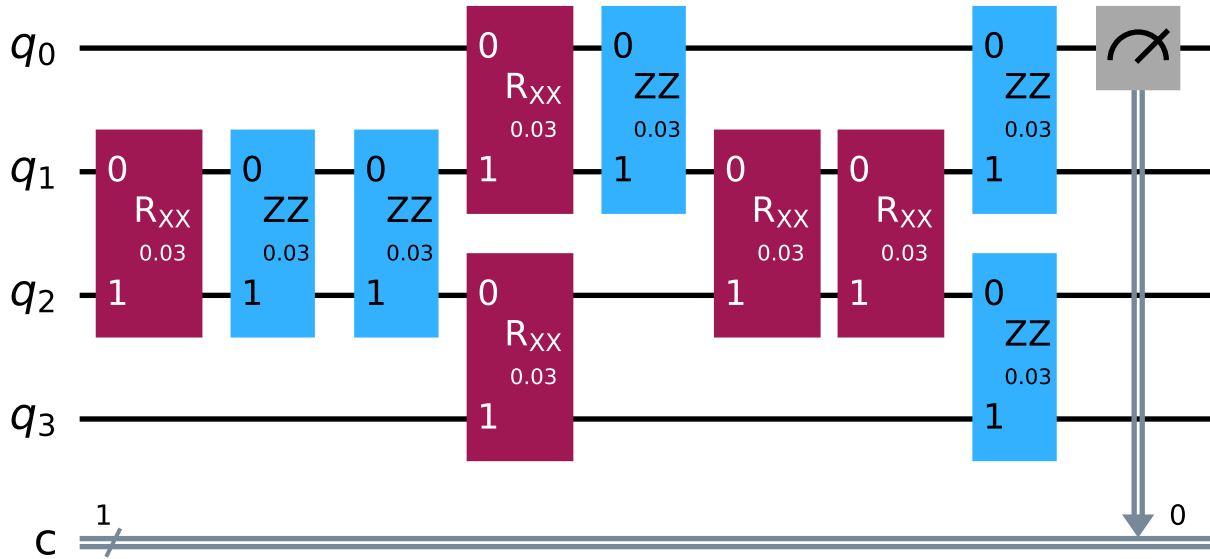 q0 0 0 0
RXX ZZ ZZ
0.03 0.03 0.03
q1 0 0 0 1 1 0 0 1
RXX ZZ ZZ RXX RXX
0.03 0.03 0.03 0.03 0.03
q2 1 1 1 0 1 1 0
RXX ZZ
0.03 0.03
q3 1 1
1 0
c